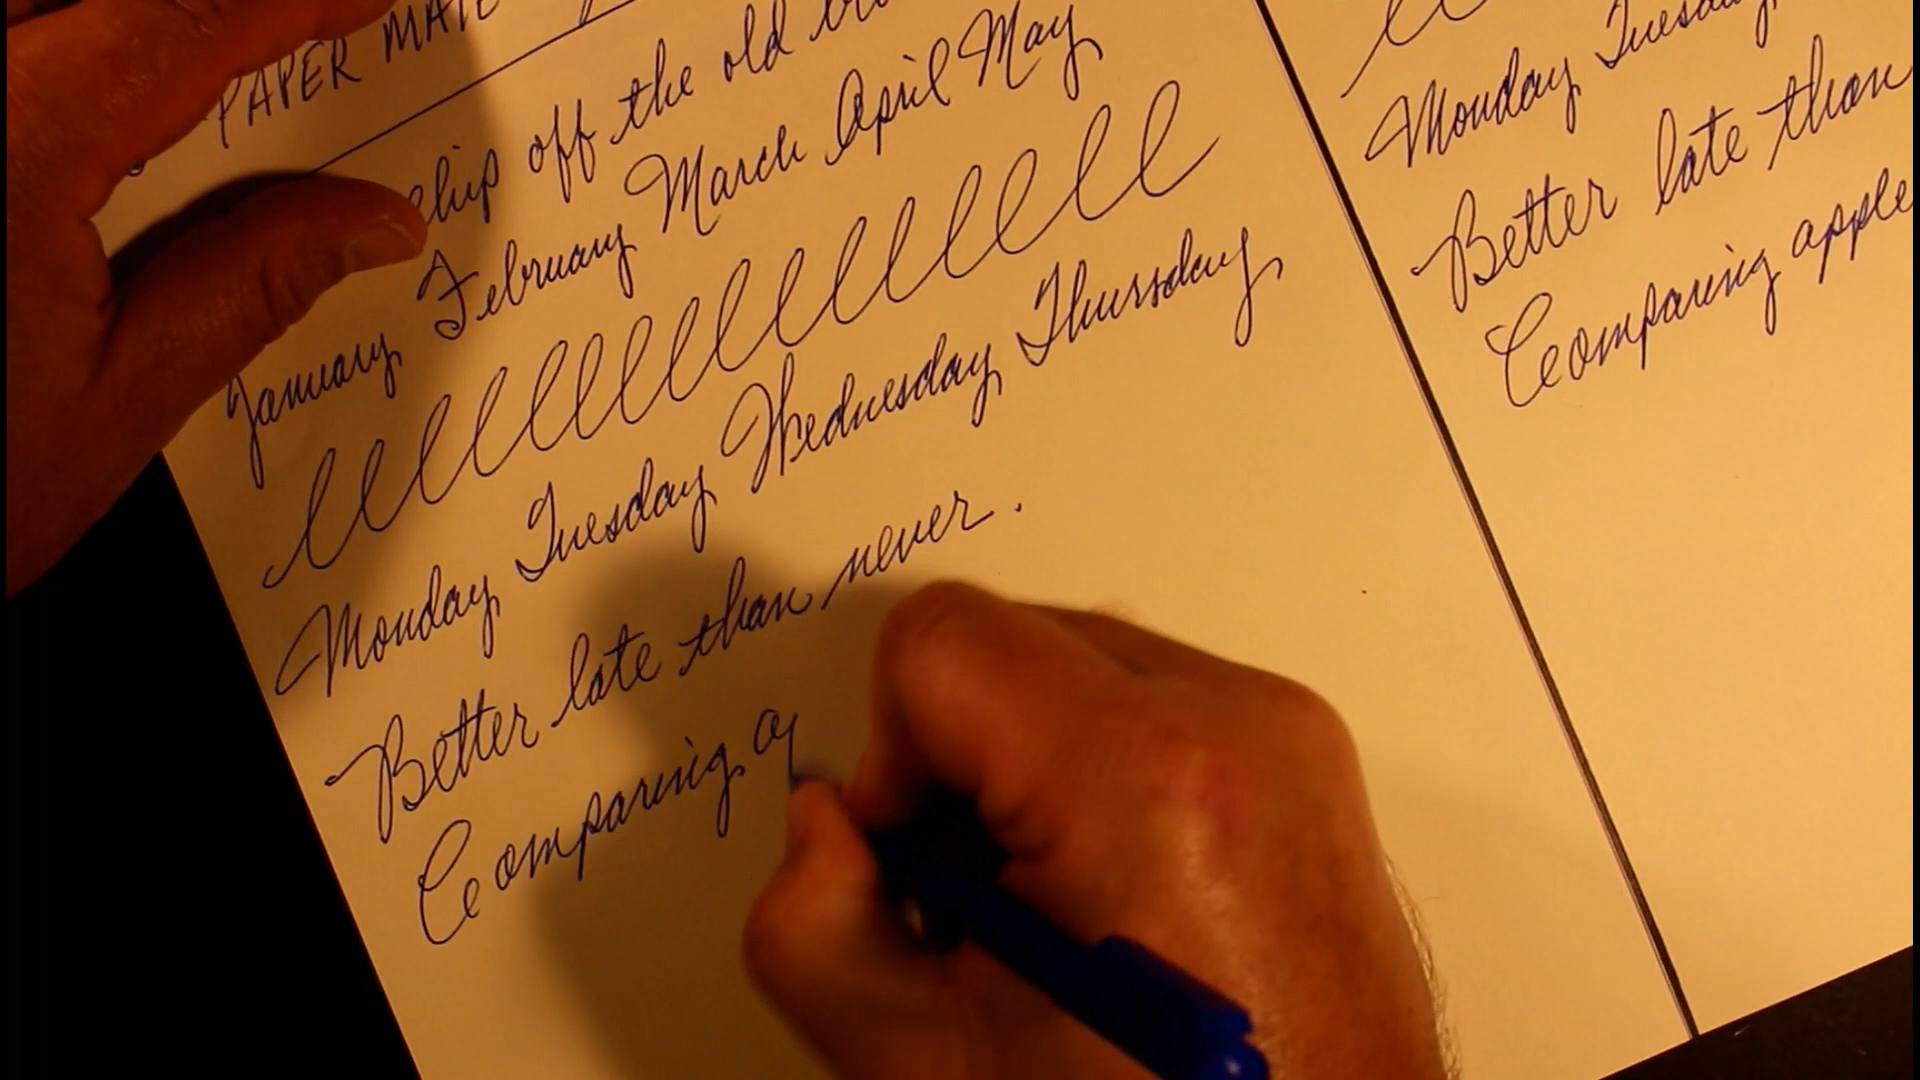 PAPER MATE
chip off the old
January February March April May
Monday Tuesday Wednesday Thursday
Better late than never.
Comparing
Monday Tuesday
Better late than
Comparing apple